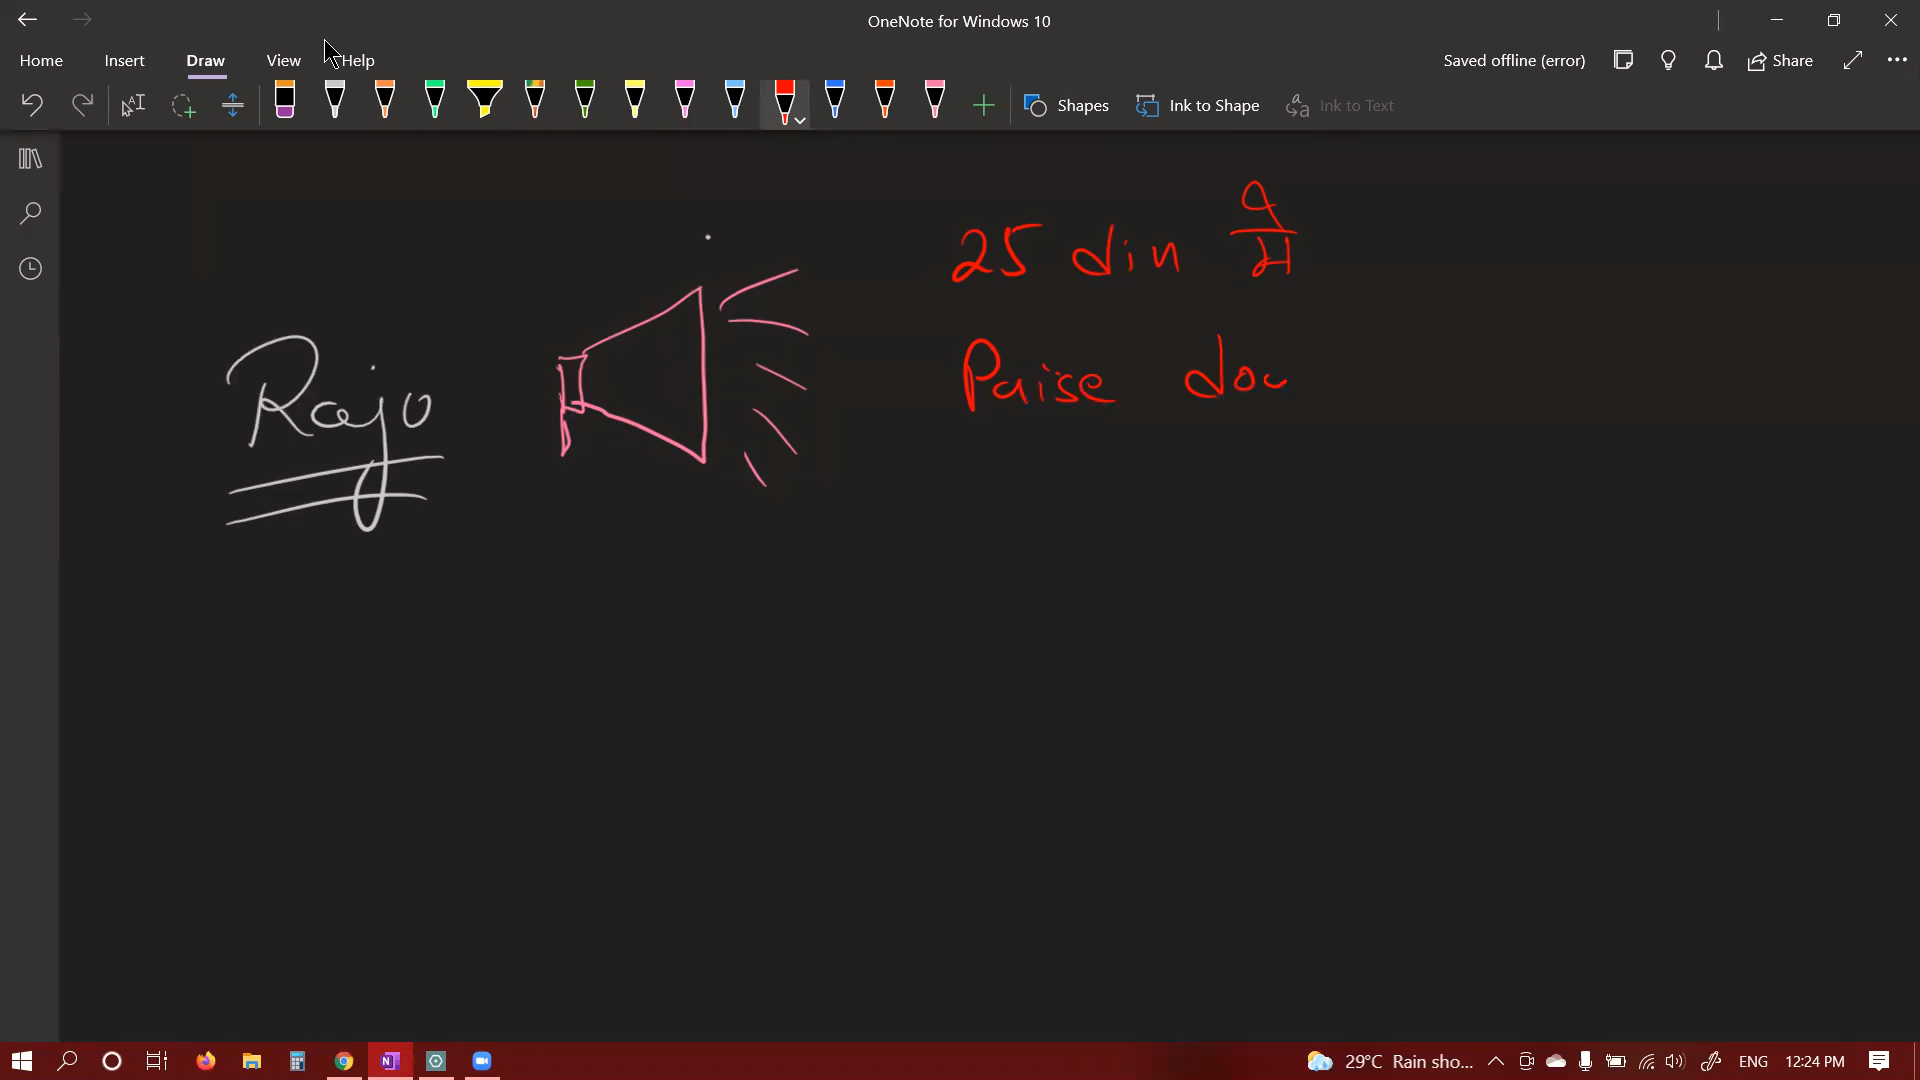 OneNote for Windows 10
Home Insert Draw View Help
Saved offline (error) Share
Shapes Ink to Shape Ink to Text
25 din
Paise do
Rajo
29°C Rain sho... ENG 12:24 PM